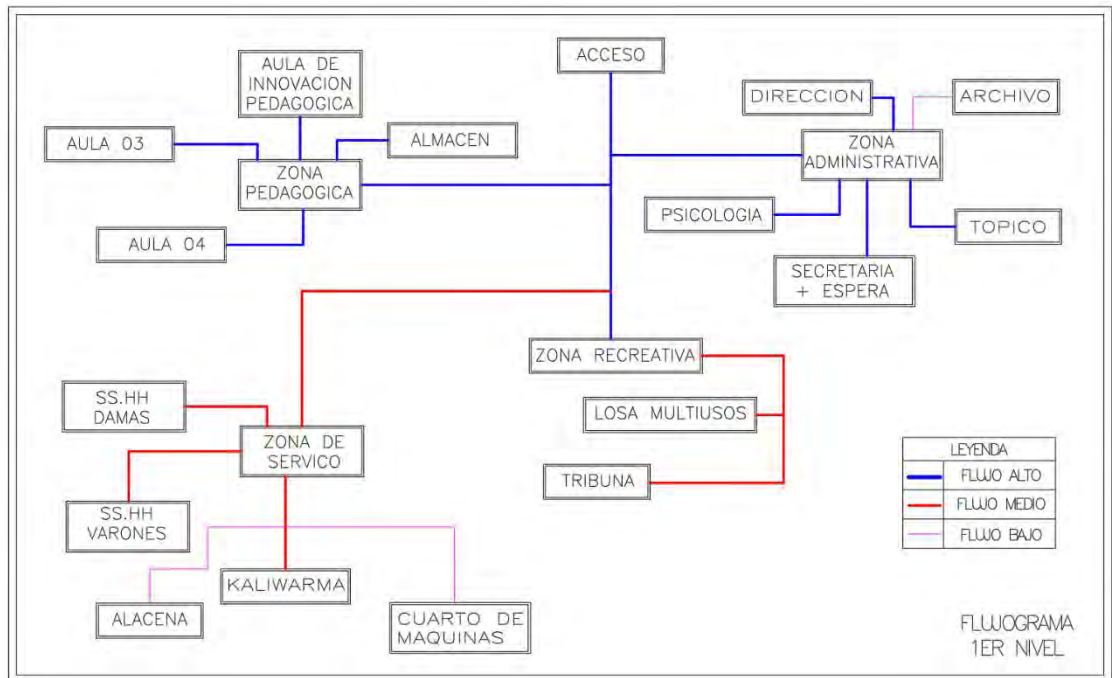 ACCESO
AULA DE
INNOVACION
PEDAGOGICA
DIRECCION
ARCHIVO
AULA 03
ALMACEN
ZONA
ADMINISTRATIVA
ZONA
PEDAGOGICA
PSICOLOGIA
TOPICO
AULA 04
SECRETARIA
+ ESPERA
ZONA RECREATIVA
SS.HH
DAMAS
LOSA MULTIUSOS
ZONA DE
SERVICO
TRIBUNA
SS.HH
VARONES
KALIWARMA
ALACENA
CUARTO DE
MAQUINAS
LEYENDA
FLUJO ALTO
FLUJO MEDIO
FLUJO BAJO
FLUJOGRAMA
1ER NIVEL